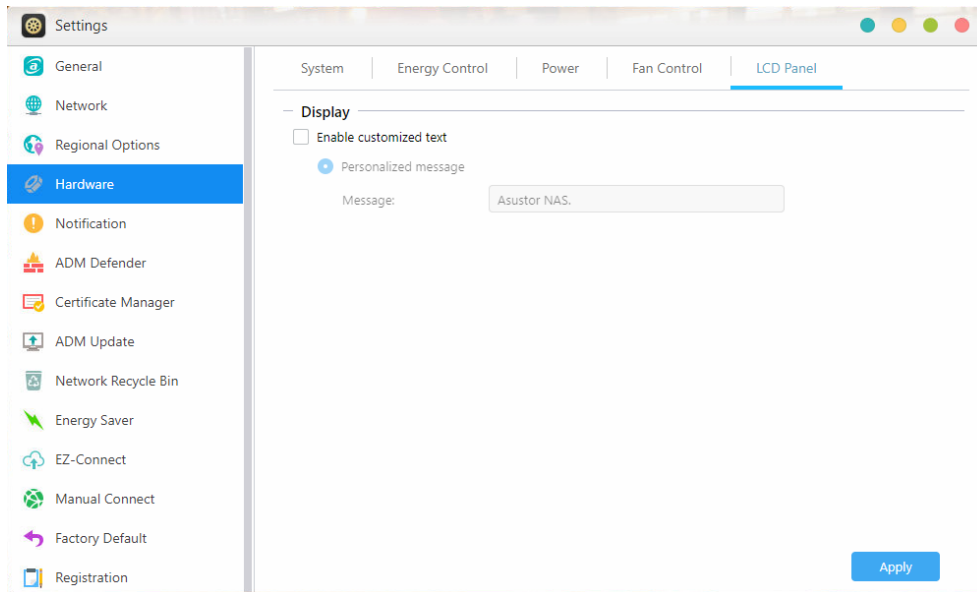 Settings
General
Network
Regional Options
Hardware
Notification
ADM Defender
Certificate Manager
ADM Update
Network Recycle Bin
Energy Saver
EZ-Connect
Manual Connect
Factory Default
Registration
System Energy Control Power Fan Control LCD Panel
Display
Enable customized text
Personalized message
Message: Asustor NAS.
Apply